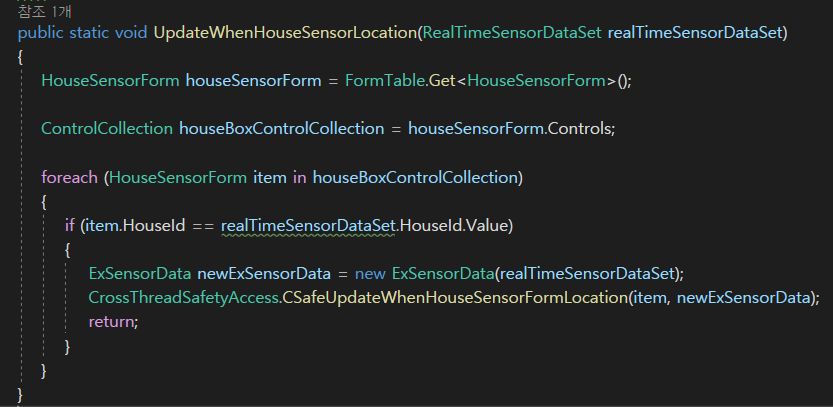 참조 1개
public static void UpdateWhenHouseSensorLocation(RealTimeSensorDataSet realTimeSensorDataSet)
{
HouseSensorForm houseSensorForm = FormTable.Get<HouseSensorForm>();
ControlCollection houseBoxControlCollection = houseSensorForm.Controls;
foreach (HouseSensorForm item in houseBoxControlCollection)
{
if (item.HouseId == realTimeSensorDataSet.HouseId.Value)
{
ExSensorData newExSensorData = new ExSensorData(realTimeSensorDataSet);
CrossThreadSafetyAccess.CSafeUpdateWhenHouseSensorFormLocation(item, newExSensorData);
return;
}
}
}